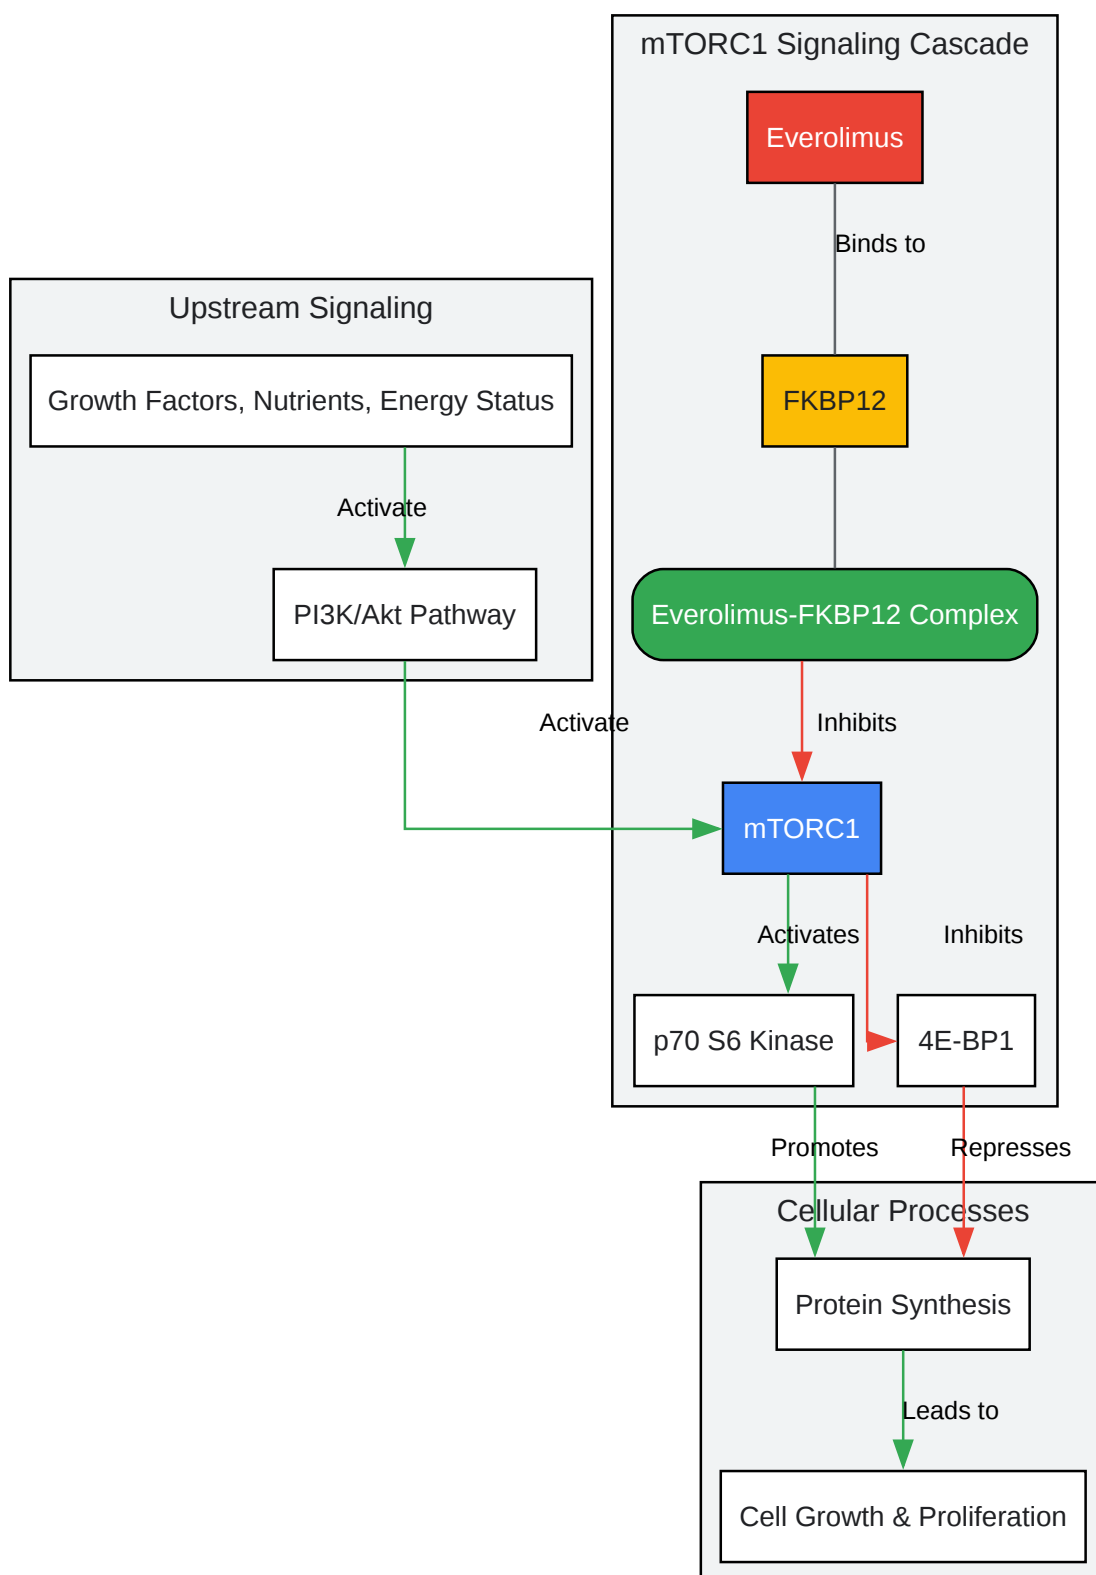 mTORC1 Signaling Cascade
Everolimus
Binds to
Upstream Signaling
Growth Factors, Nutrients, Energy Status
FKBP12
Activate
PI3K/Akt Pathway
Everolimus-FKBP12 Complex
Activate
Inhibits
mTORC1
Activates
Inhibits
p70 S6 Kinase
4E-BP1
Promotes
Represses
Cellular Processes
Protein Synthesis
Leads to
Cell Growth & Proliferation